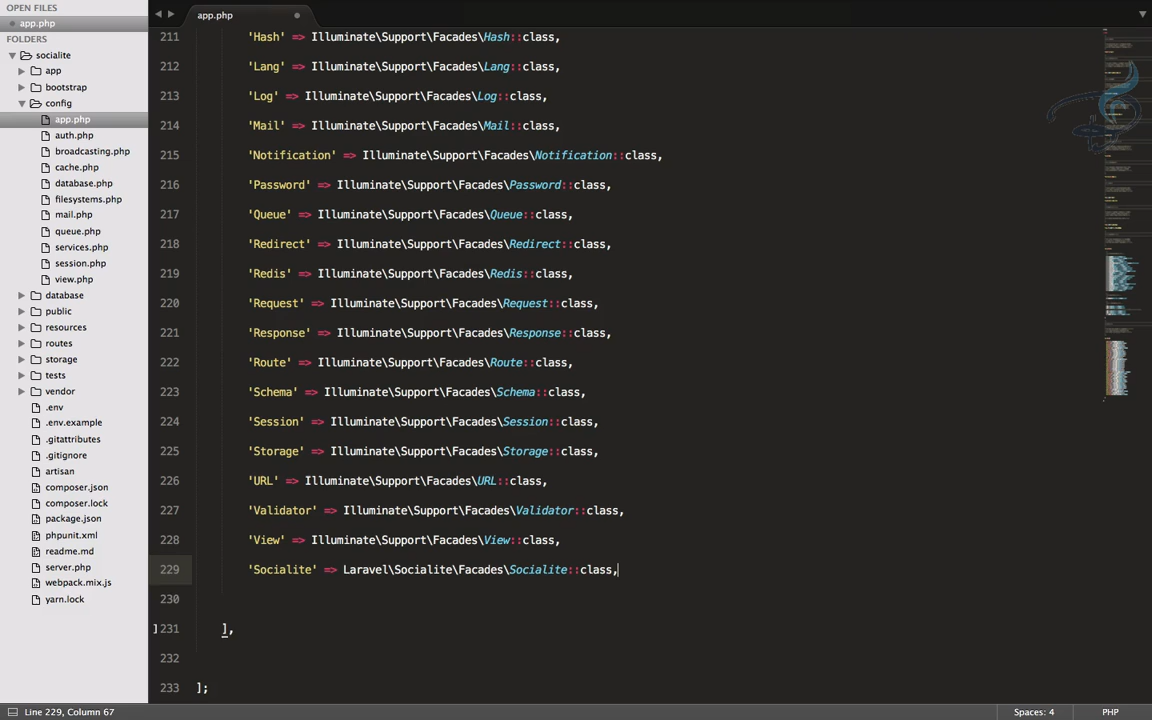 OPEN FILES
app.php
FOLDERS
socialite
app
bootstrap
config
app.php
auth.php
broadcasting.php
cache.php
database.php
filesystems.php
mail.php
queue.php
services.php
session.php
view.php
database
public
resources
routes
storage
tests
vendor
.env
.env.example
.gitattributes
.gitignore
artisan
composer.json
composer.lock
package.json
phpunit.xml
readme.md
server.php
webpack.mix.js
yarn.lock
app.php
211 'Hash' => Illuminate\Support\Facades\Hash::class,
212 'Lang' => Illuminate\Support\Facades\Lang::class,
213 'Log' => Illuminate\Support\Facades\Log::class,
214 'Mail' => Illuminate\Support\Facades\Mail::class,
215 'Notification' => Illuminate\Support\Facades\Notification::class,
216 'Password' => Illuminate\Support\Facades\Password::class,
217 'Queue' => Illuminate\Support\Facades\Queue::class,
218 'Redirect' => Illuminate\Support\Facades\Redirect::class,
219 'Redis' => Illuminate\Support\Facades\Redis::class,
220 'Request' => Illuminate\Support\Facades\Request::class,
221 'Response' => Illuminate\Support\Facades\Response::class,
222 'Route' => Illuminate\Support\Facades\Route::class,
223 'Schema' => Illuminate\Support\Facades\Schema::class,
224 'Session' => Illuminate\Support\Facades\Session::class,
225 'Storage' => Illuminate\Support\Facades\Storage::class,
226 'URL' => Illuminate\Support\Facades\URL::class,
227 'Validator' => Illuminate\Support\Facades\Validator::class,
228 'View' => Illuminate\Support\Facades\View::class,
229 'Socialite' => Laravel\Socialite\Facades\Socialite::class,
230
231 ],
232
233 ];
Line 229, Column 67
Spaces: 4
PHP